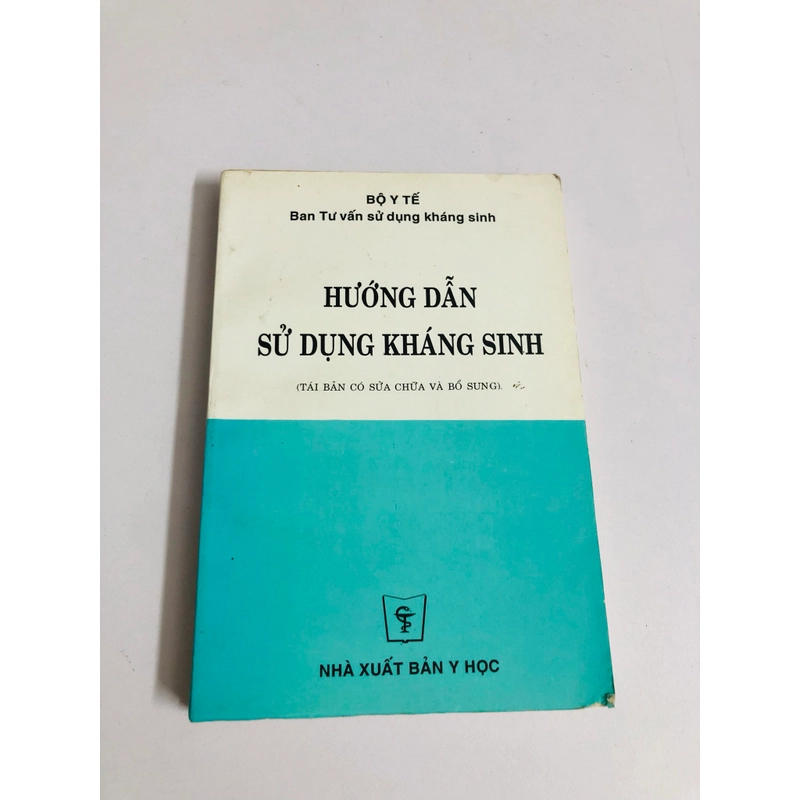 BỘ Y TẾ
Ban Tư vấn sử dụng kháng sinh
HƯỚNG DẪN
SỬ DỤNG KHÁNG SINH
(TÁI BẢN CÓ SỬA CHỮA VÀ BỔ SUNG).
NHÀ XUẤT BẢN Y HỌC